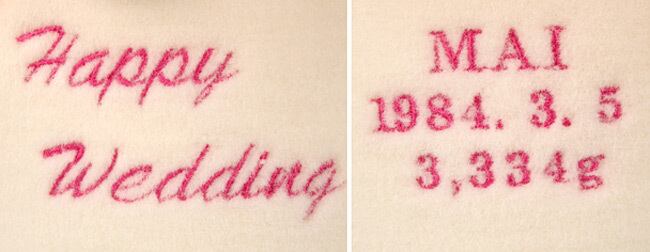 Happy
Wedding
MAI
1984. 3. 5
3,334g